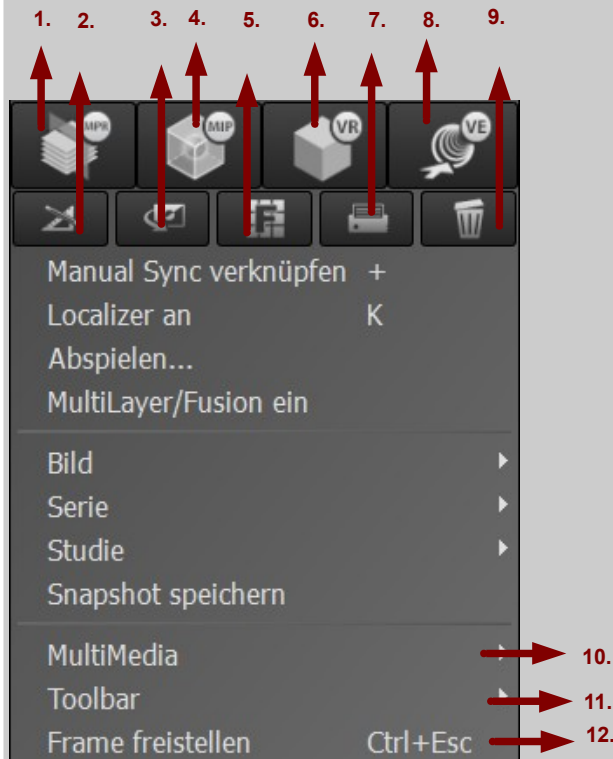 1. 2. 3. 4. 5. 6. 7. 8. 9.
MPR MIP VR VE
F
Manual Sync verknüpfen +
Localizer an K
Abspielen...
MultiLayer/Fusion ein
Bild
Serie
Studie
Snapshot speichern
MultiMedia 10.
Toolbar 11.
Frame freistellen Ctrl+Esc 12.